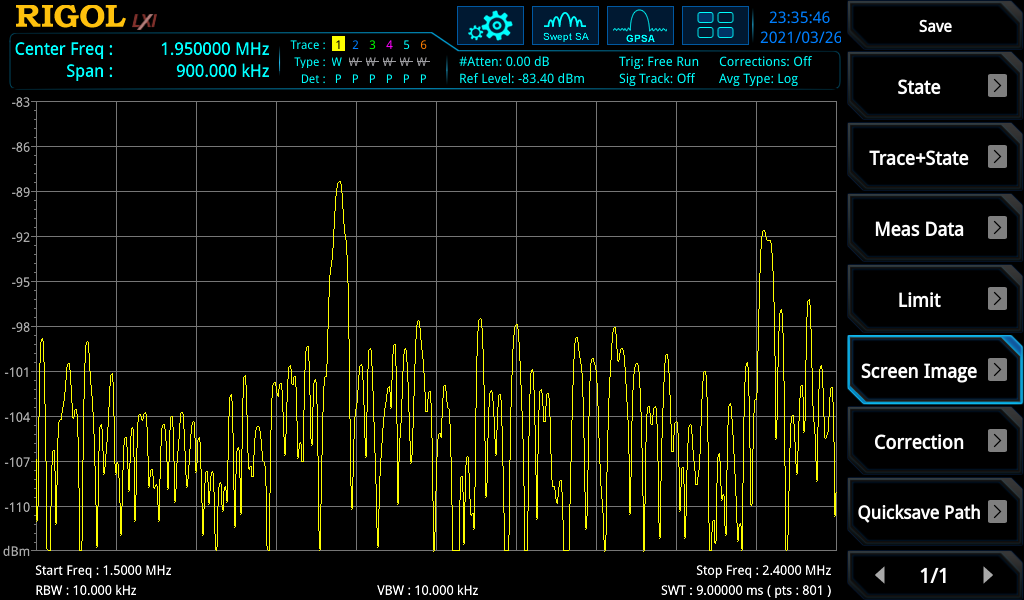 RIGOL LXI
Swept SA
GPSA
23:35:46
2021/03/26
Center Freq : 1.950000 MHz
Span : 900.000 kHz
Trace : 1 2 3 4 5 6
Type : W W W W W W
Det : P P P P P P
#Atten: 0.00 dB
Ref Level: -83.40 dBm
Trig: Free Run
Sig Track: Off
Corrections: Off
Avg Type: Log
-83
-86
-89
-92
-95
-98
-101
-104
-107
-110
dBm
Start Freq : 1.5000 MHz
Stop Freq : 2.4000 MHz
RBW : 10.000 kHz
VBW : 10.000 kHz
SWT : 9.00000 ms ( pts : 801 )
Save
State
Trace+State
Meas Data
Limit
Screen Image
Correction
Quicksave Path
1/1